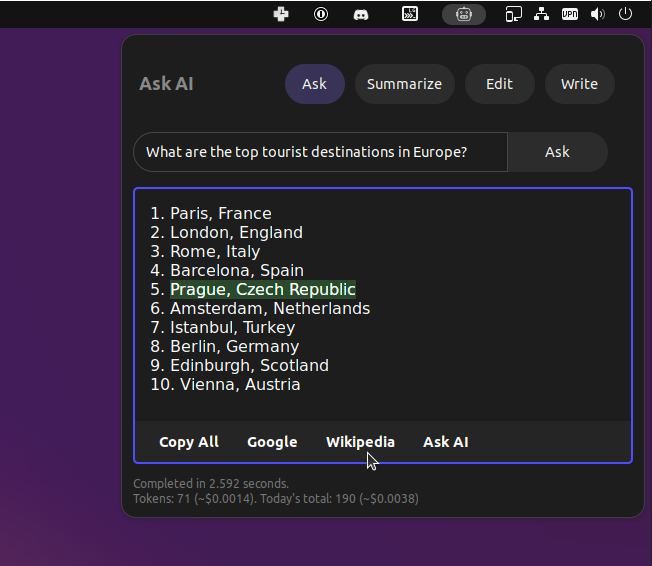 VPN
Ask AI
Ask
Summarize
Edit
Write
What are the top tourist destinations in Europe?
Ask
1. Paris, France
2. London, England
3. Rome, Italy
4. Barcelona, Spain
5. Prague, Czech Republic
6. Amsterdam, Netherlands
7. Istanbul, Turkey
8. Berlin, Germany
9. Edinburgh, Scotland
10. Vienna, Austria
Copy All
Google
Wikipedia
Ask AI
Completed in 2.592 seconds.
Tokens: 71 (~$0.0014). Today's total: 190 (~$0.0038)